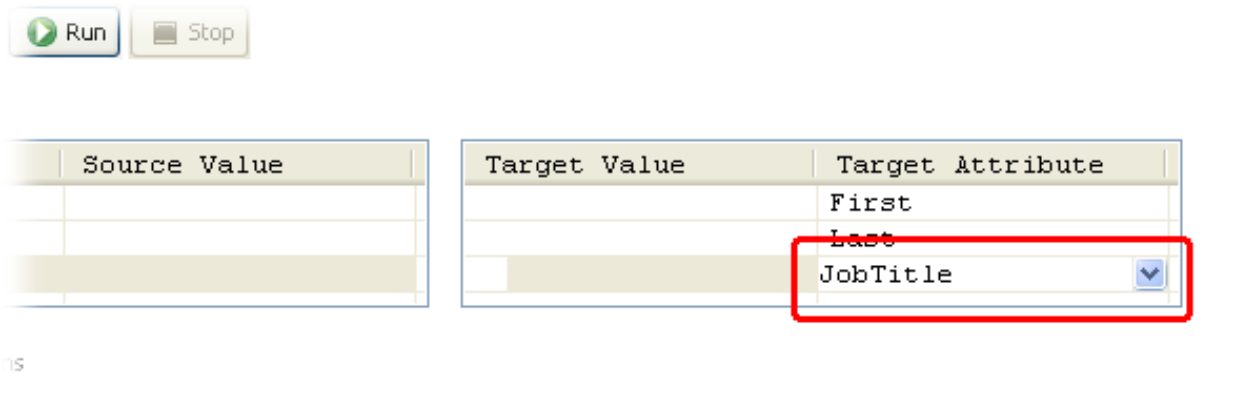 Run Stop
Source Value Target Value Target Attribute
First
Last
JobTitle